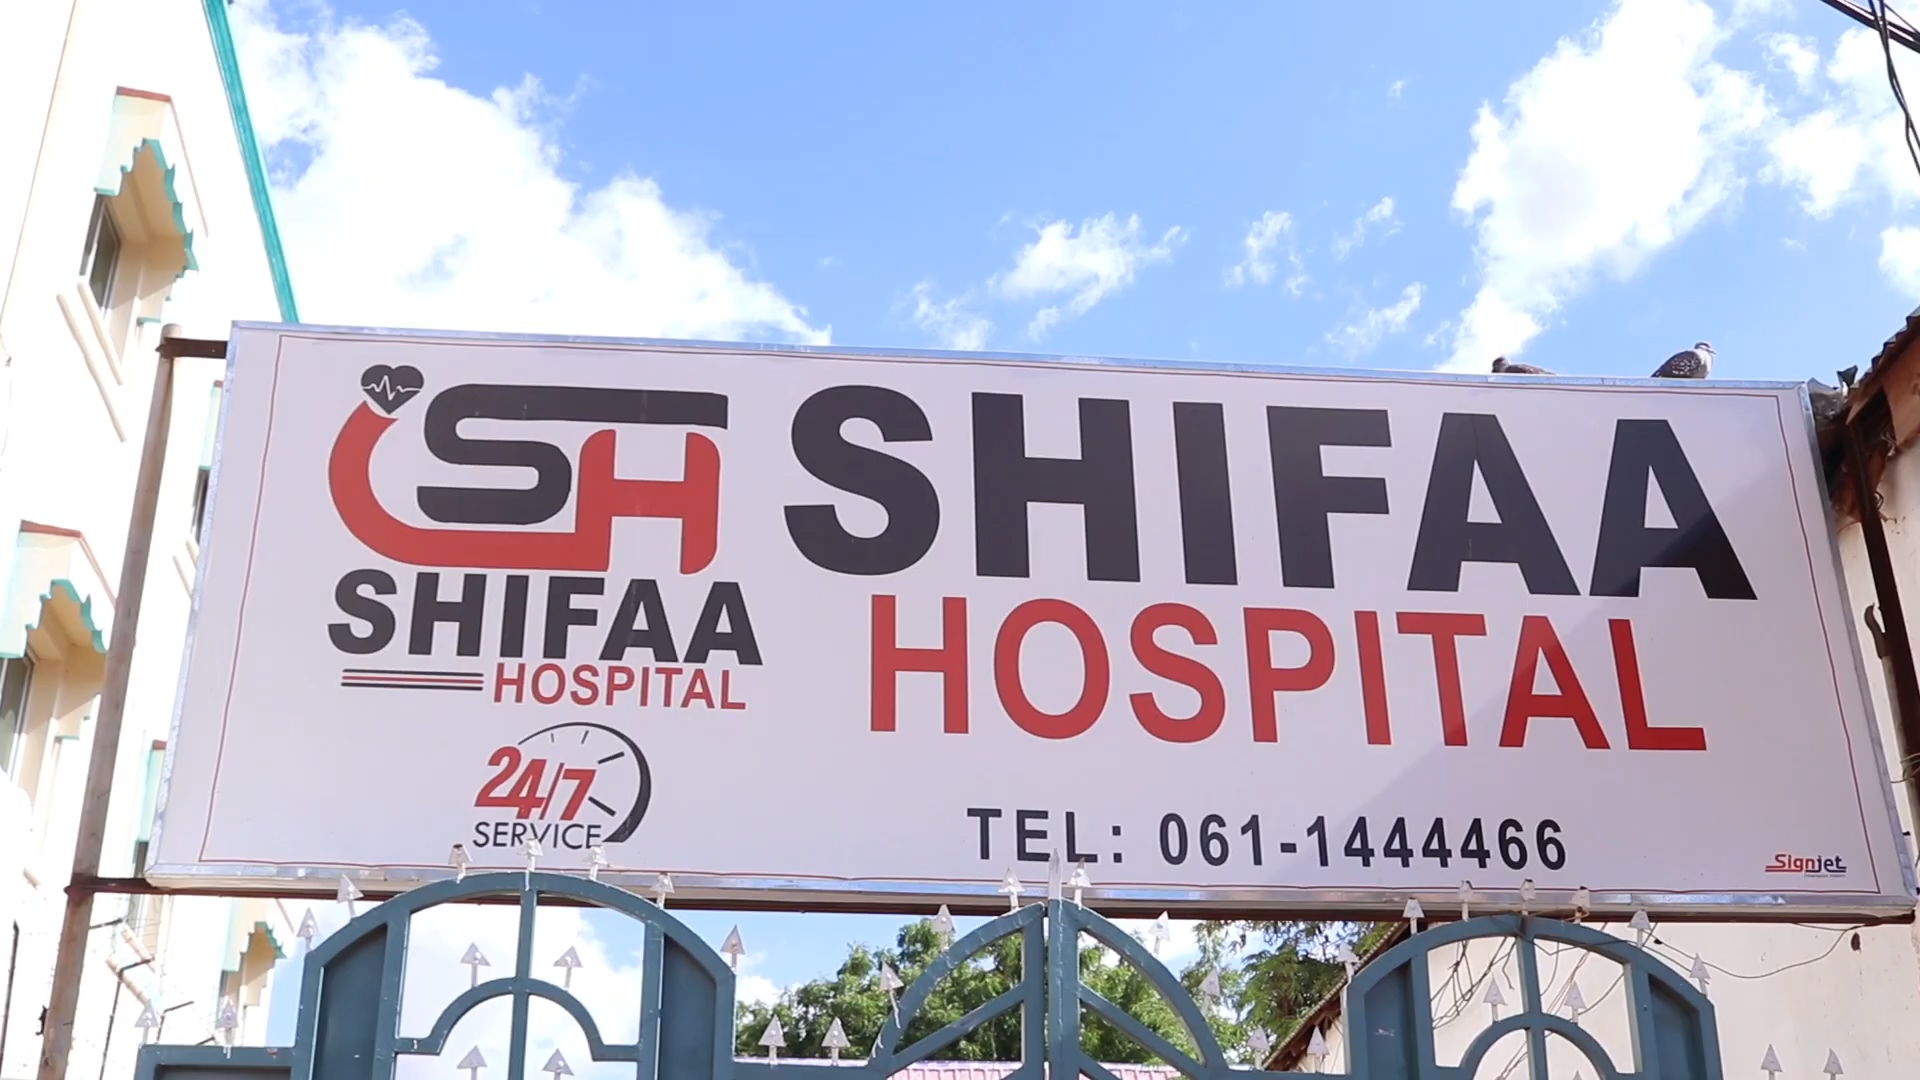 SH
SHIFAA
HOSPITAL
24/7
SERVICE
SHIFAA
HOSPITAL
TEL: 061-1444466
Signjet